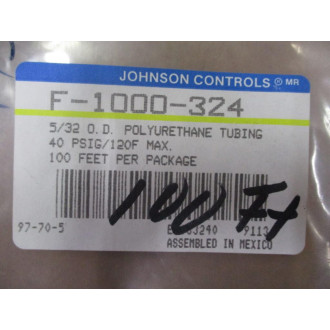 JOHNSON CONTROLS® MR
F-1000-324
5/32 O.D. POLYURETHANE TUBING
40 PSIG/120F MAX.
100 FEET PER PACKAGE
100 Ft
97-70-5
9113
ASSEMBLED IN MEXICO